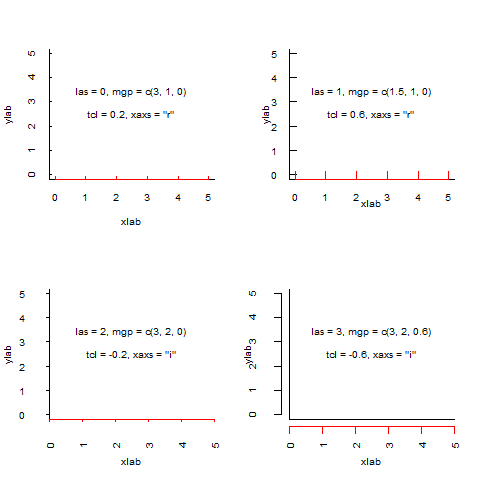 ylab
5
4
3
2
1
0
las = 0, mgp = c(3, 1, 0)
tcl = 0.2, xaxs = "r"
0 1 2 3 4 5
xlab
ylab
5
4
3
2
1
0
las = 1, mgp = c(1.5, 1, 0)
tcl = 0.6, xaxs = "r"
0 1 2 3 4 5
xlab
ylab
5
4
3
2
1
0
las = 2, mgp = c(3, 2, 0)
tcl = -0.2, xaxs = "i"
0 1 2 3 4 5
xlab
ylab
5
4
3
2
1
0
las = 3, mgp = c(3, 2, 0.6)
tcl = -0.6, xaxs = "i"
0 1 2 3 4 5
xlab